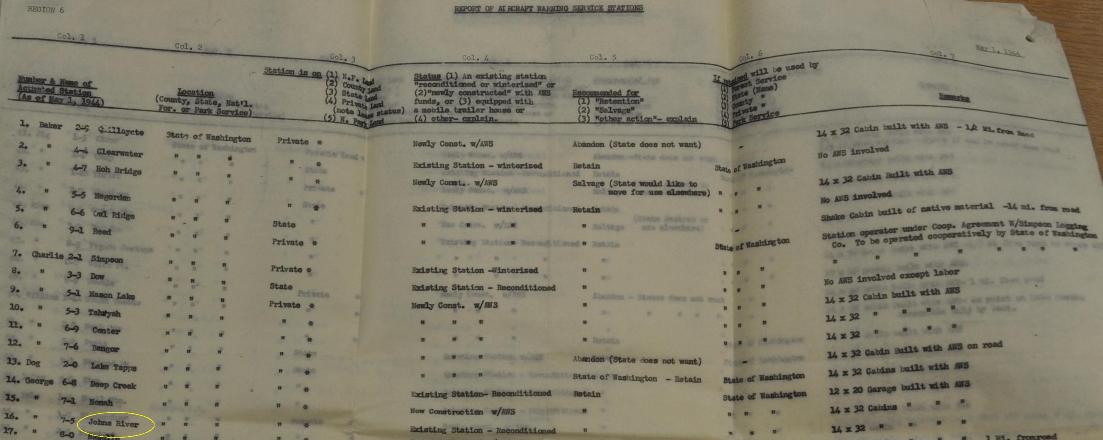 REGION 6
REPORT OF AIRCRAFT WARNING SERVICE STATIONS
May 1, 1944
Col. 1 Col. 2 Col. 3 Col. 4 Col. 5 Col. 6
Number & Name of
Actuated Station
(As of May 1, 1944)
Location
(County, State, Nat'l.
For. or Park Service)
Station is on (1) N.F. Land
(2) County Land
(3) State Land
(4) Private Land
(note lease status)
(5) N. Park Land
Status (1) An existing station
"reconditioned or winterized" or
(2) "newly constructed" with AWS
funds, or (3) equipped with
a mobile trailer house or
(4) other- explain.
Recommended for
(1) "Retention"
(2) "Salvage"
(3) "other action"- explain
If retained will be used by
Forest Service
State (Name)
County "
Private "
Park Service
Remarks
1. Baker 2-5 Quillayute State of Washington Private * Newly Const. w/AWS Abandon (State does not want) - 14 x 32 Cabin built with AWS - 1/2 Mi. from Road
2. " 4-4 Clearwater " " " " * Existing Station - winterized Retain State of Washington No AWS involved
3. " 4-7 Hoh Bridge " " " " * Newly Const. w/AWS Salvage (State would like to
move for use elsewhere) " " " 14 x 32 Cabin Built with AWS
4. " 5-5 " " " " * Existing Station - winterized Retain " " " No AWS involved
5. " 6-6 Owl Ridge " " " State " " " " Shake Cabin built of native material -14 mi. from road
6. " 9-1 Reed " " " Private * " " " " State of Washington Station operator under Coop. Agreement W/Simpson Logging
Co. To be operated cooperatively by State of Washington
7. Charlie 2-1 Simpson " " " Private * Existing Station -Winterized " " " "
8. " 3-3 Dow " " " State Existing Station - Reconditioned " " " " No AWS involved except labor
9. " 5-1 Mason Lake " " " Private * Newly Const. w/AWS " " " " 14 x 32 Cabin built with AWS
10. " 5-3 Tahuyah " " " " * " " " " " " " 14 x 32 " " " "
11. " 6-9 Center " " " " * " " " " " " " 14 x 32 " " " "
12. " 7-6 Bangor " " " " * " " " Abandon (State does not want) - 14 x 32 Cabin Built with AWS on road
13. Dog 2-0 Lake Tapps " " " " * " " " State of Washington - Retain State of Washington 14 x 32 Cabins built with AWS
14. George 6-8 Deep Creek " " " " * Existing Station- Reconditioned Retain State of Washington 12 x 20 Garage built with AWS
15. " 7-1 Nemah " " " " * New Construction w/AWS " " " " 14 x 32 Cabins " " "
16. " 7-5 Johns River " " " " * Existing Station - Reconditioned " " " " 14 x 32 " " " "
17. " 8-0